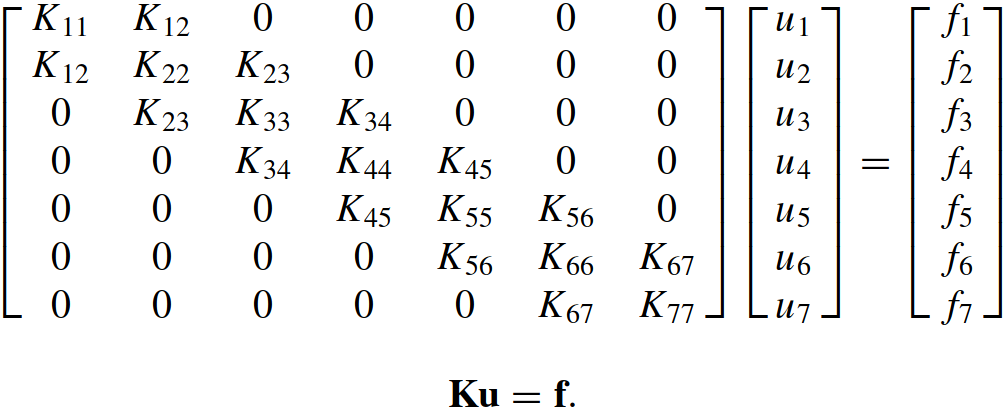 [ K₁₁ K₁₂ 0 0 0 0 0 ] [ u₁ ] [ f₁ ]
[ K₁₂ K₂₂ K₂₃ 0 0 0 0 ] [ u₂ ] [ f₂ ]
[ 0 K₂₃ K₃₃ K₃₄ 0 0 0 ] [ u₃ ] [ f₃ ]
[ 0 0 K₃₄ K₄₄ K₄₅ 0 0 ] [ u₄ ] = [ f₄ ]
[ 0 0 0 K₄₅ K₅₅ K₅₆ 0 ] [ u₅ ] [ f₅ ]
[ 0 0 0 0 K₅₆ K₆₆ K₆₇ ] [ u₆ ] [ f₆ ]
[ 0 0 0 0 0 K₆₇ K₇₇ ] [ u₇ ] [ f₇ ]
Ku = f.